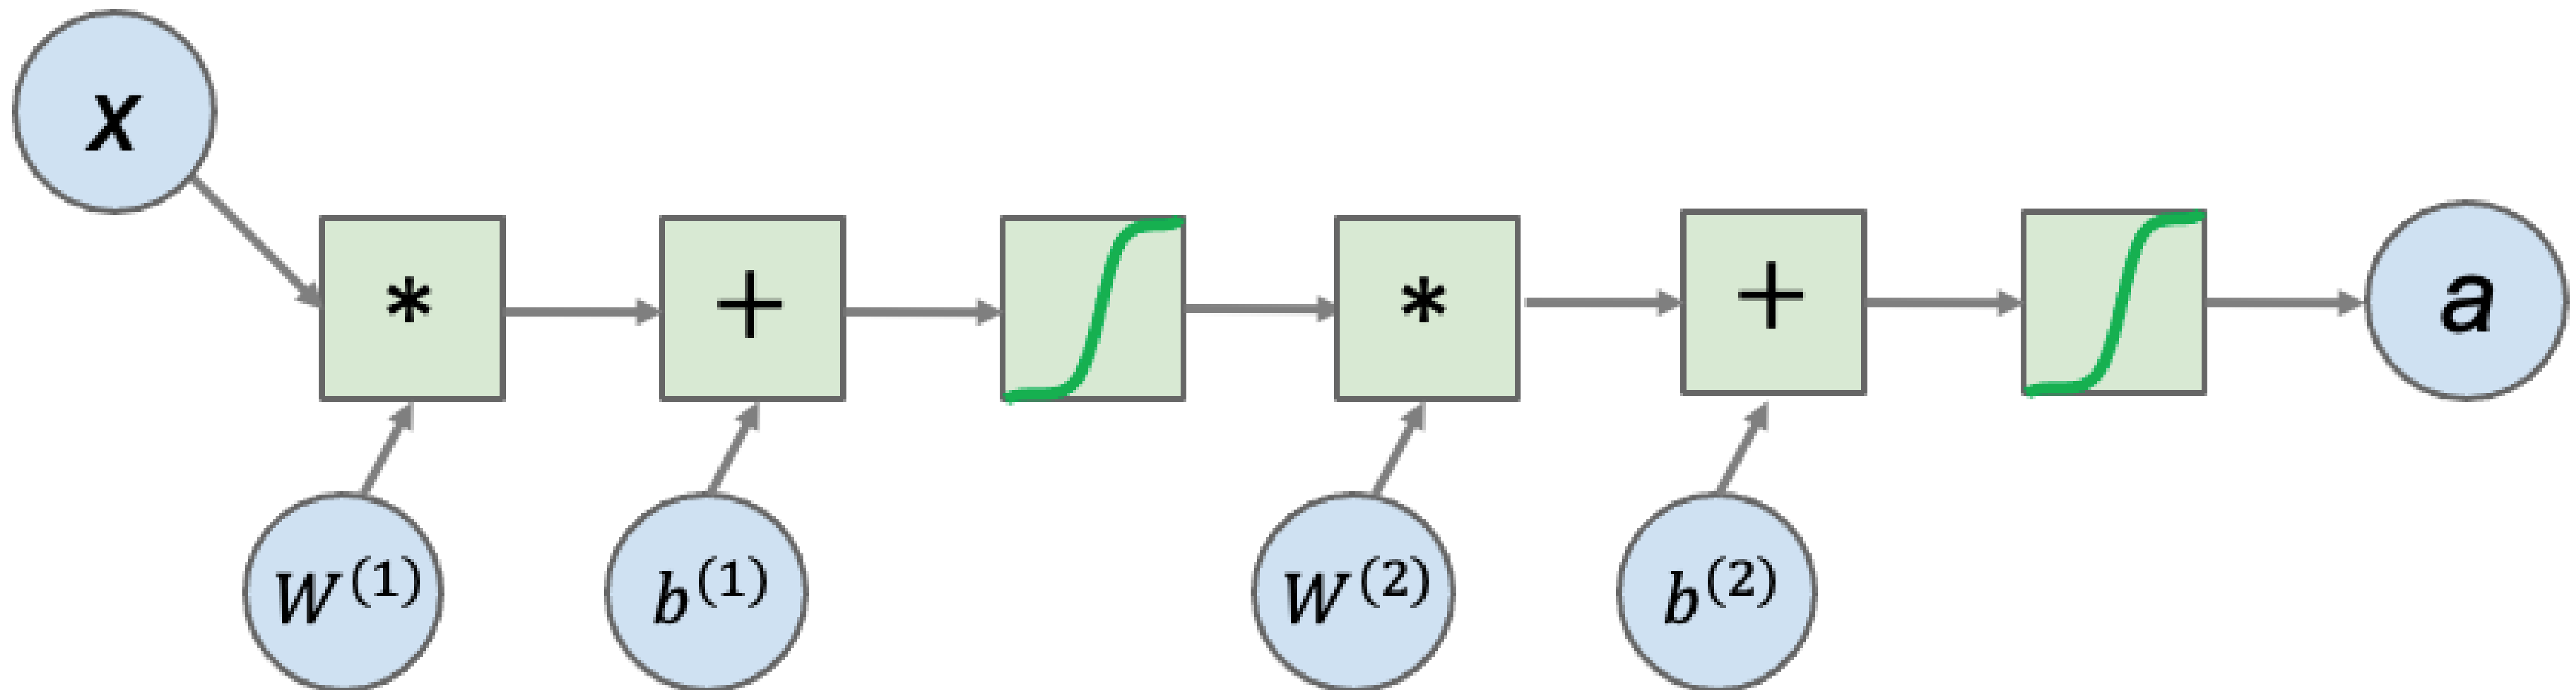 x
* + * + a
W^(1) b^(1) W^(2) b^(2)